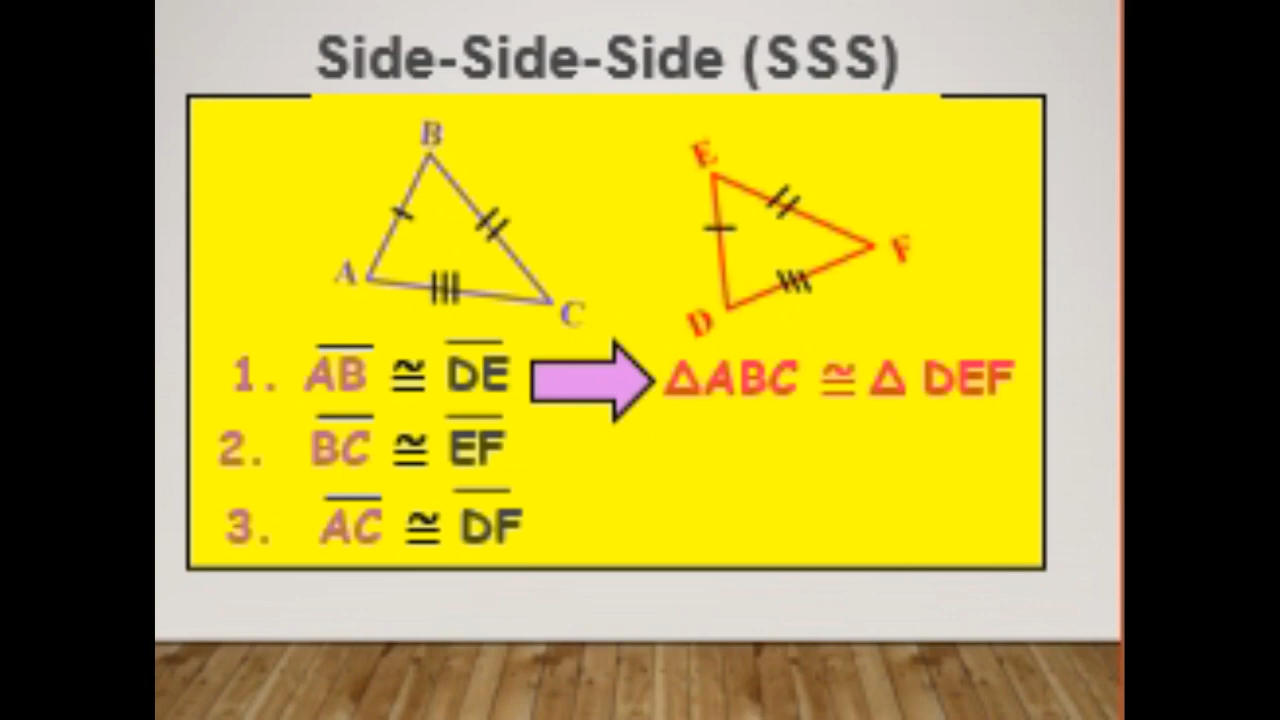 Side-Side-Side (SSS)
B
E
A
C
F
D
1. AB ≅ DE
ΔABC ≅ Δ DEF
2. BC ≅ EF
3. AC ≅ DF